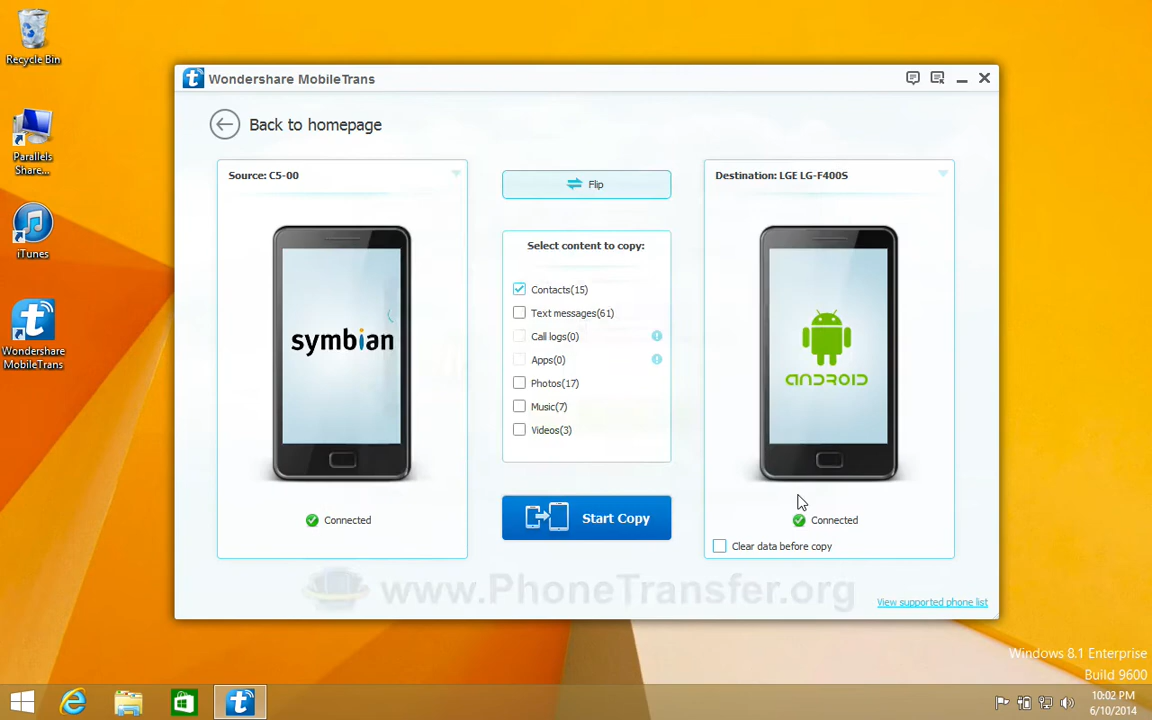 Recycle Bin
Parallels
Share...
iTunes
Wondershare
MobileTrans
Wondershare MobileTrans
Back to homepage
Source: C5-00
symbian
Connected
Flip
Select content to copy:
Contacts(15)
Text messages(61)
Call logs(0)
Apps(0)
Photos(17)
Music(7)
Videos(3)
Start Copy
Destination: LGE LG-F400S
ANDROID
Connected
Clear data before copy
www.PhoneTransfer.org
View supported phone list
Windows 8.1 Enterprise
Build 9600
10:02 PM
6/10/2014